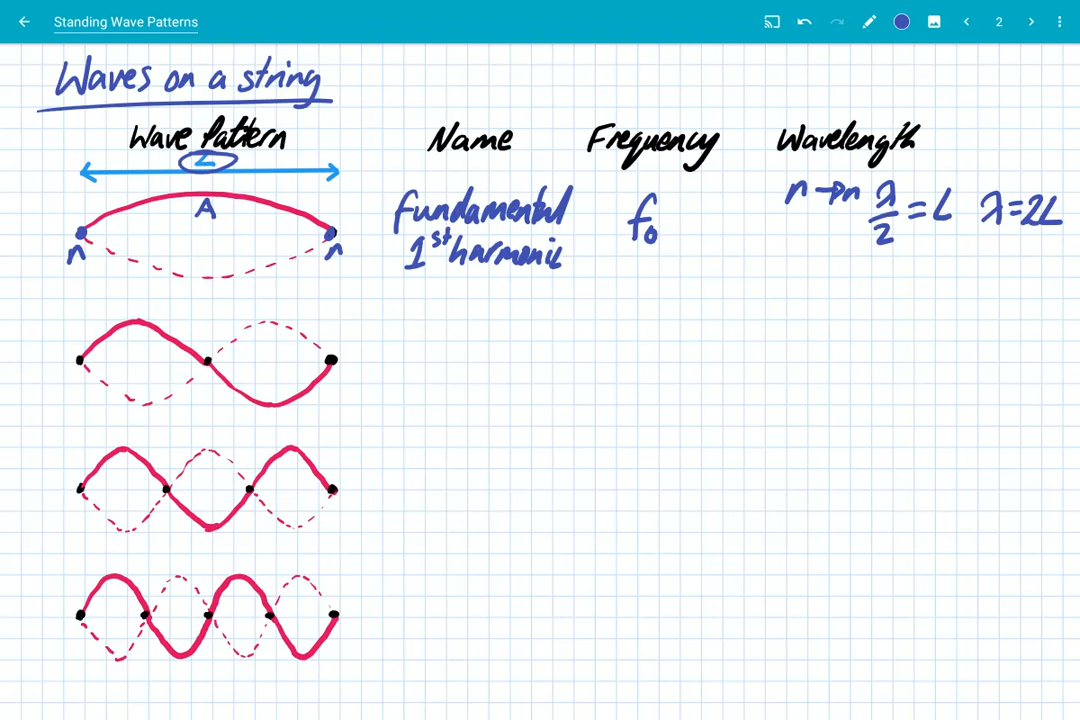 Standing Wave Patterns
2
Waves on a string
Wave Pattern Name Frequency Wavelength
L
A
n n
fundamental f₀ n→n λ/2 = L λ=2L
1st harmonic